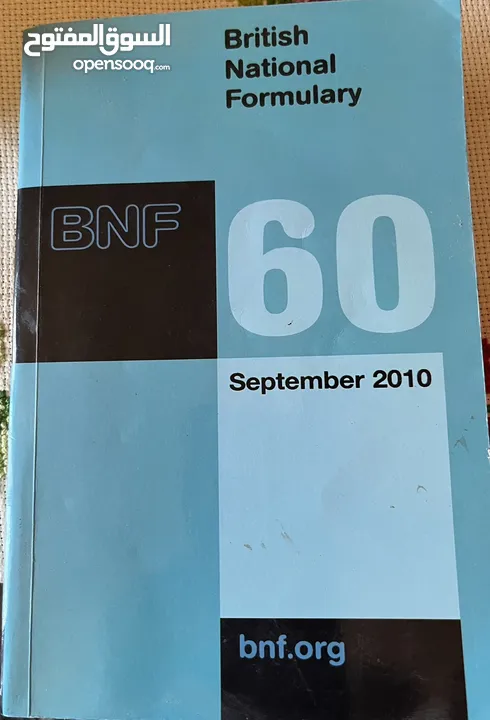 السوق المفتوح
opensooq.com
British
National
Formulary
BNF
60
September 2010
bnf.org